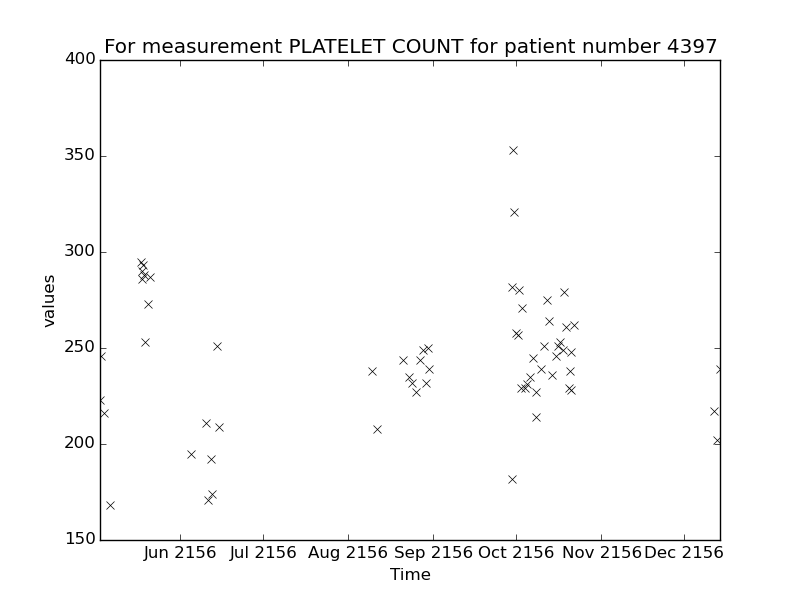 For measurement PLATELET COUNT for patient number 4397
400
350
300
250
200
150
values
Jun 2156 Jul 2156 Aug 2156 Sep 2156 Oct 2156 Nov 2156 Dec 2156
Time